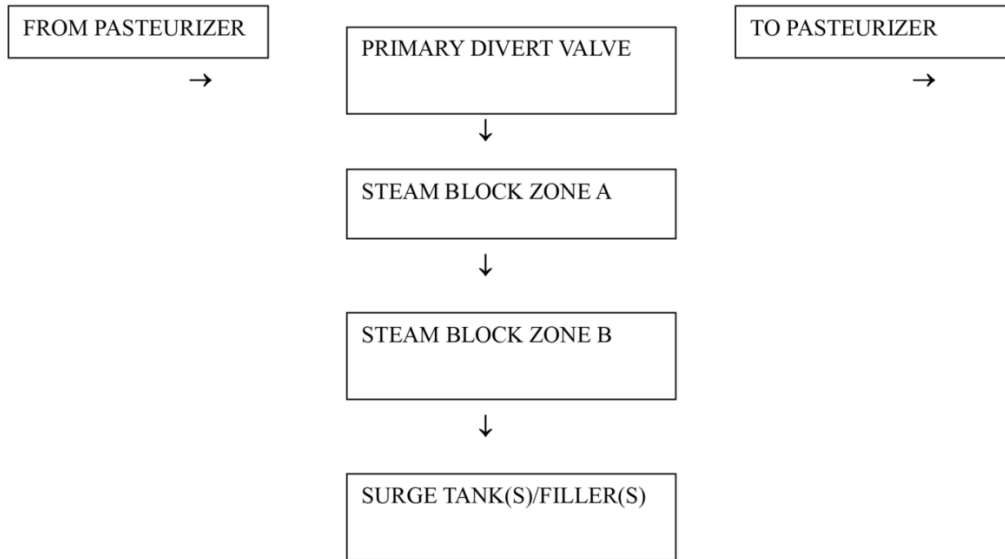 FROM PASTEURIZER
PRIMARY DIVERT VALVE
TO PASTEURIZER
→
→
↓
STEAM BLOCK ZONE A
↓
STEAM BLOCK ZONE B
↓
SURGE TANK(S)/FILLER(S)